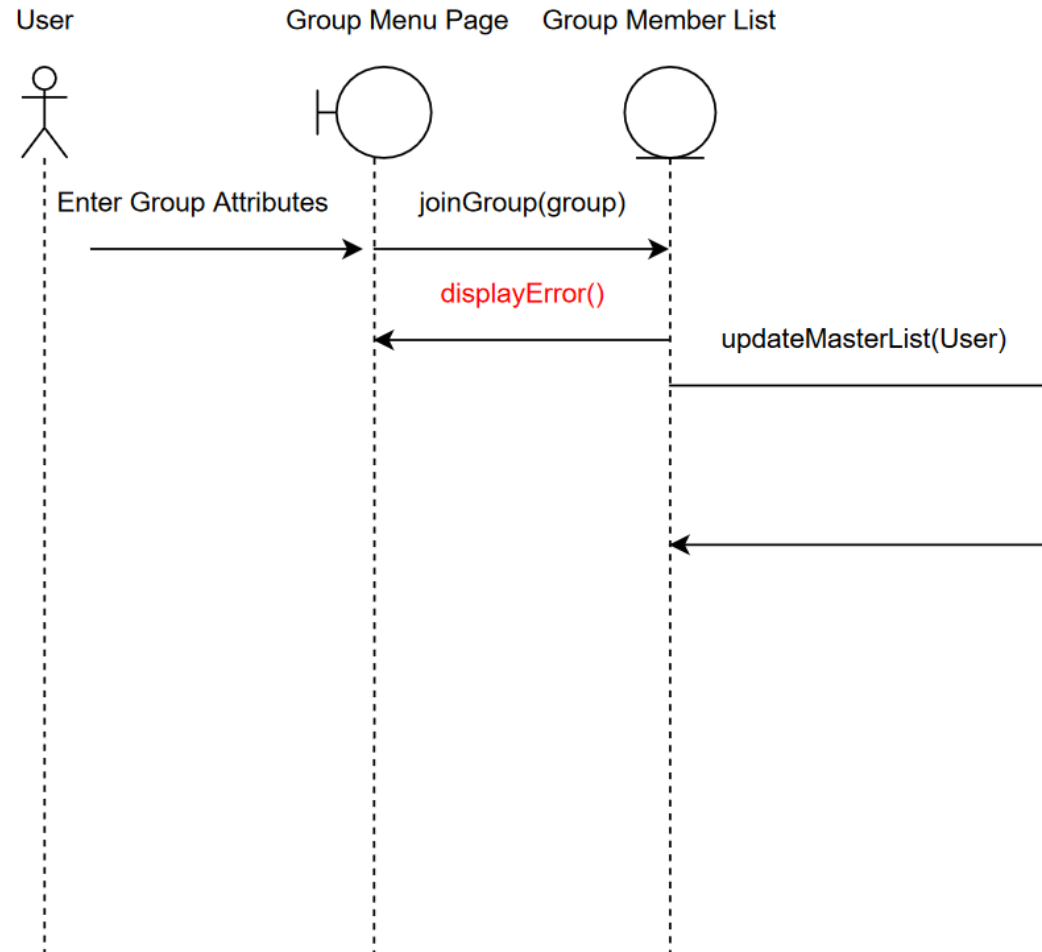 User
Group Menu Page
Group Member List
Enter Group Attributes
joinGroup(group)
displayError()
updateMasterList(User)